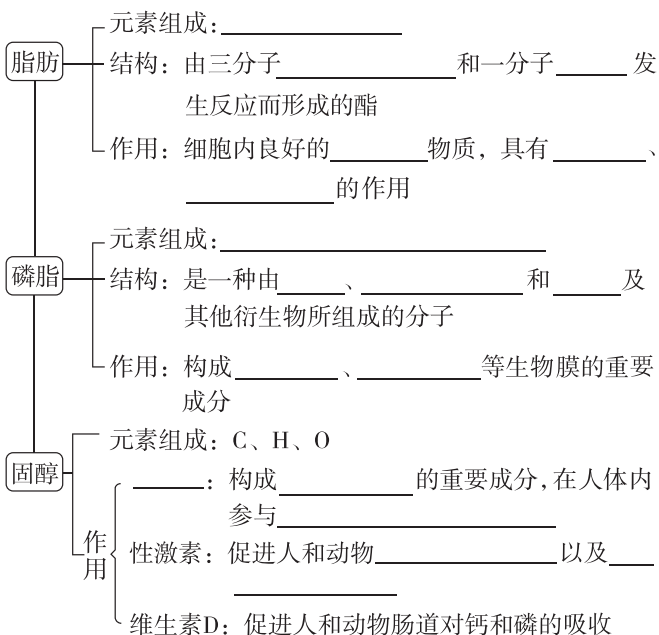 元素组成：
脂肪
结构：由三分子 和一分子 发
生反应而形成的酯
作用：细胞内良好的 物质，具有 、
的作用
元素组成：
磷脂
结构：是一种由 、 和 及
其他衍生物所组成的分子
作用：构成 、 等生物膜的重要
成分
元素组成：C、H、O
固醇
：构成 的重要成分，在人体内
参与
作用
性激素：促进人和动物 以及
维生素D：促进人和动物肠道对钙和磷的吸收